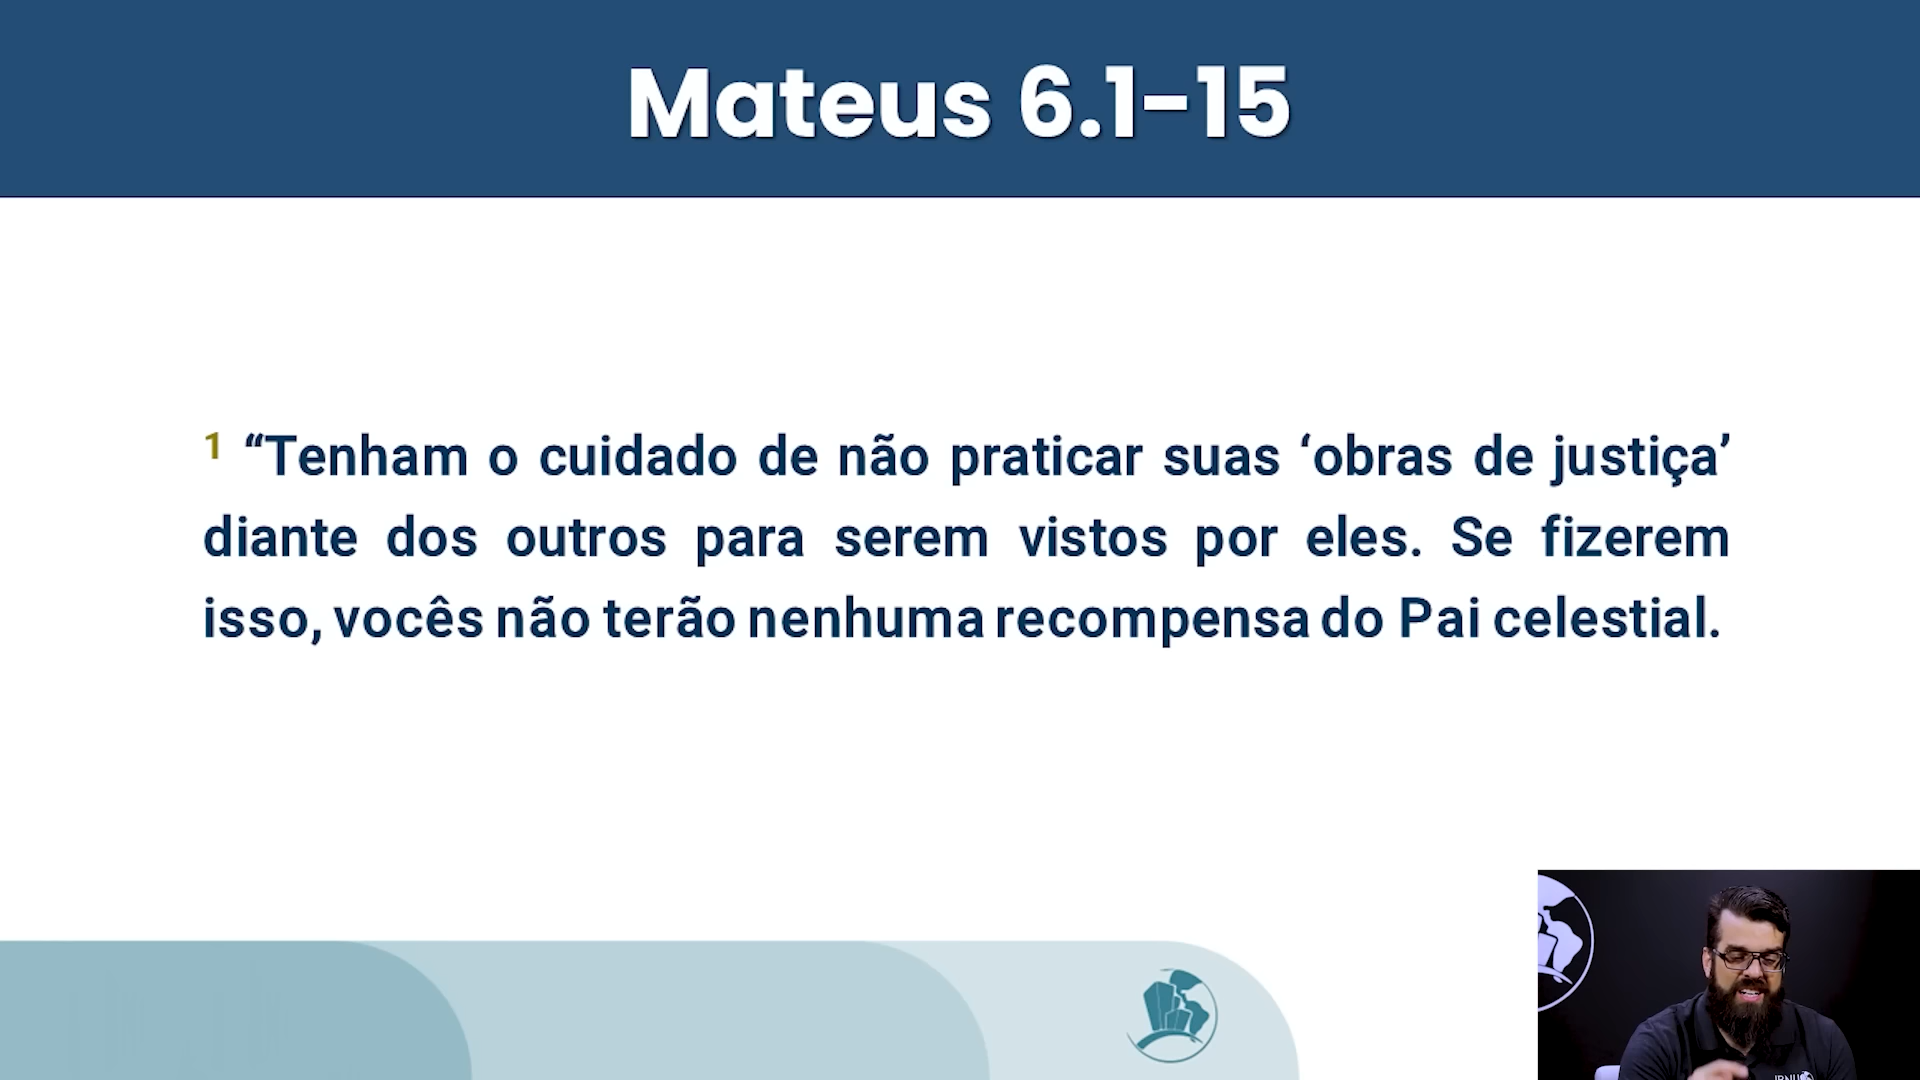 Mateus 6.1-15
1 “Tenham o cuidado de não praticar suas ‘obras de justiça’
diante dos outros para serem vistos por eles. Se fizerem
isso, vocês não terão nenhuma recompensa do Pai celestial.